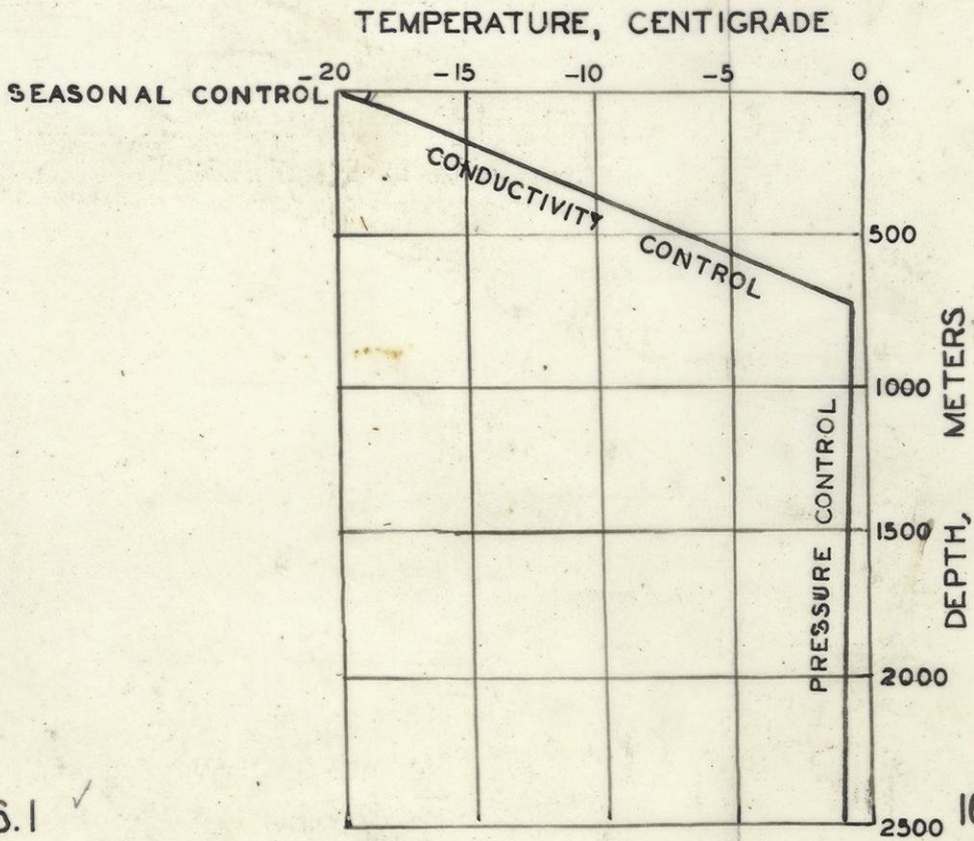 TEMPERATURE, CENTIGRADE
-20 -15 -10 -5 0
SEASONAL CONTROL
0
CONDUCTIVITY CONTROL
500
1000
1500
2000
2500
PRESSURE CONTROL
DEPTH, METERS